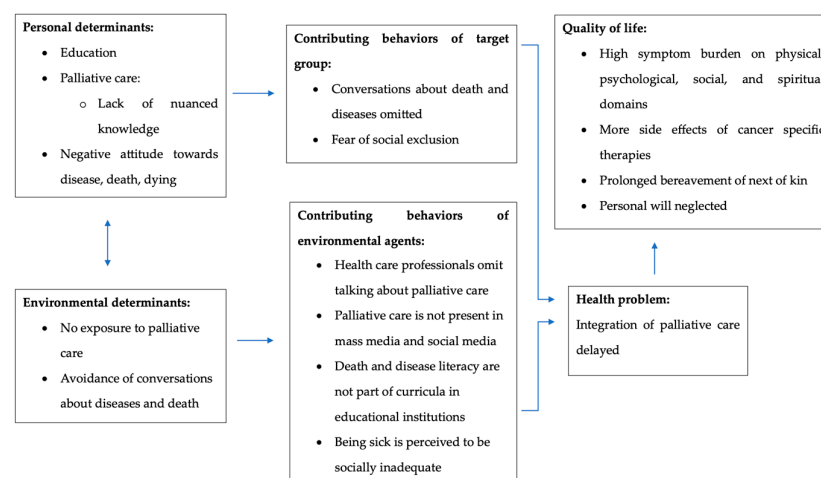 Personal determinants:
• Education
• Palliative care:
o Lack of nuanced
knowledge
• Negative attitude towards
disease, death, dying
Environmental determinants:
• No exposure to palliative
care
• Avoidance of conversations
about diseases and death
Contributing behaviors of target
group:
• Conversations about death and
diseases omitted
• Fear of social exclusion
Contributing behaviors of
environmental agents:
• Health care professionals omit
talking about palliative care
• Palliative care is not present in
mass media and social media
• Death and disease literacy are
not part of curricula in
educational institutions
• Being sick is perceived to be
socially inadequate
Quality of life:
• High symptom burden on physical
psychological, social, and spiritua
domains
• More side effects of cancer specific
therapies
• Prolonged bereavement of next of kin
• Personal will neglected
Health problem:
Integration of palliative care
delayed